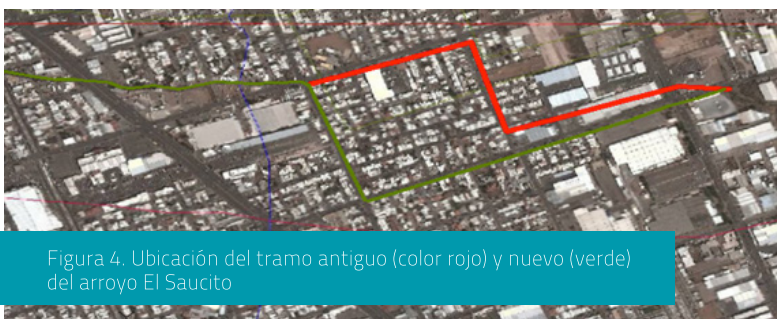 Figura 4. Ubicación del tramo antiguo (color rojo) y nuevo (verde)
del arroyo El Saucito